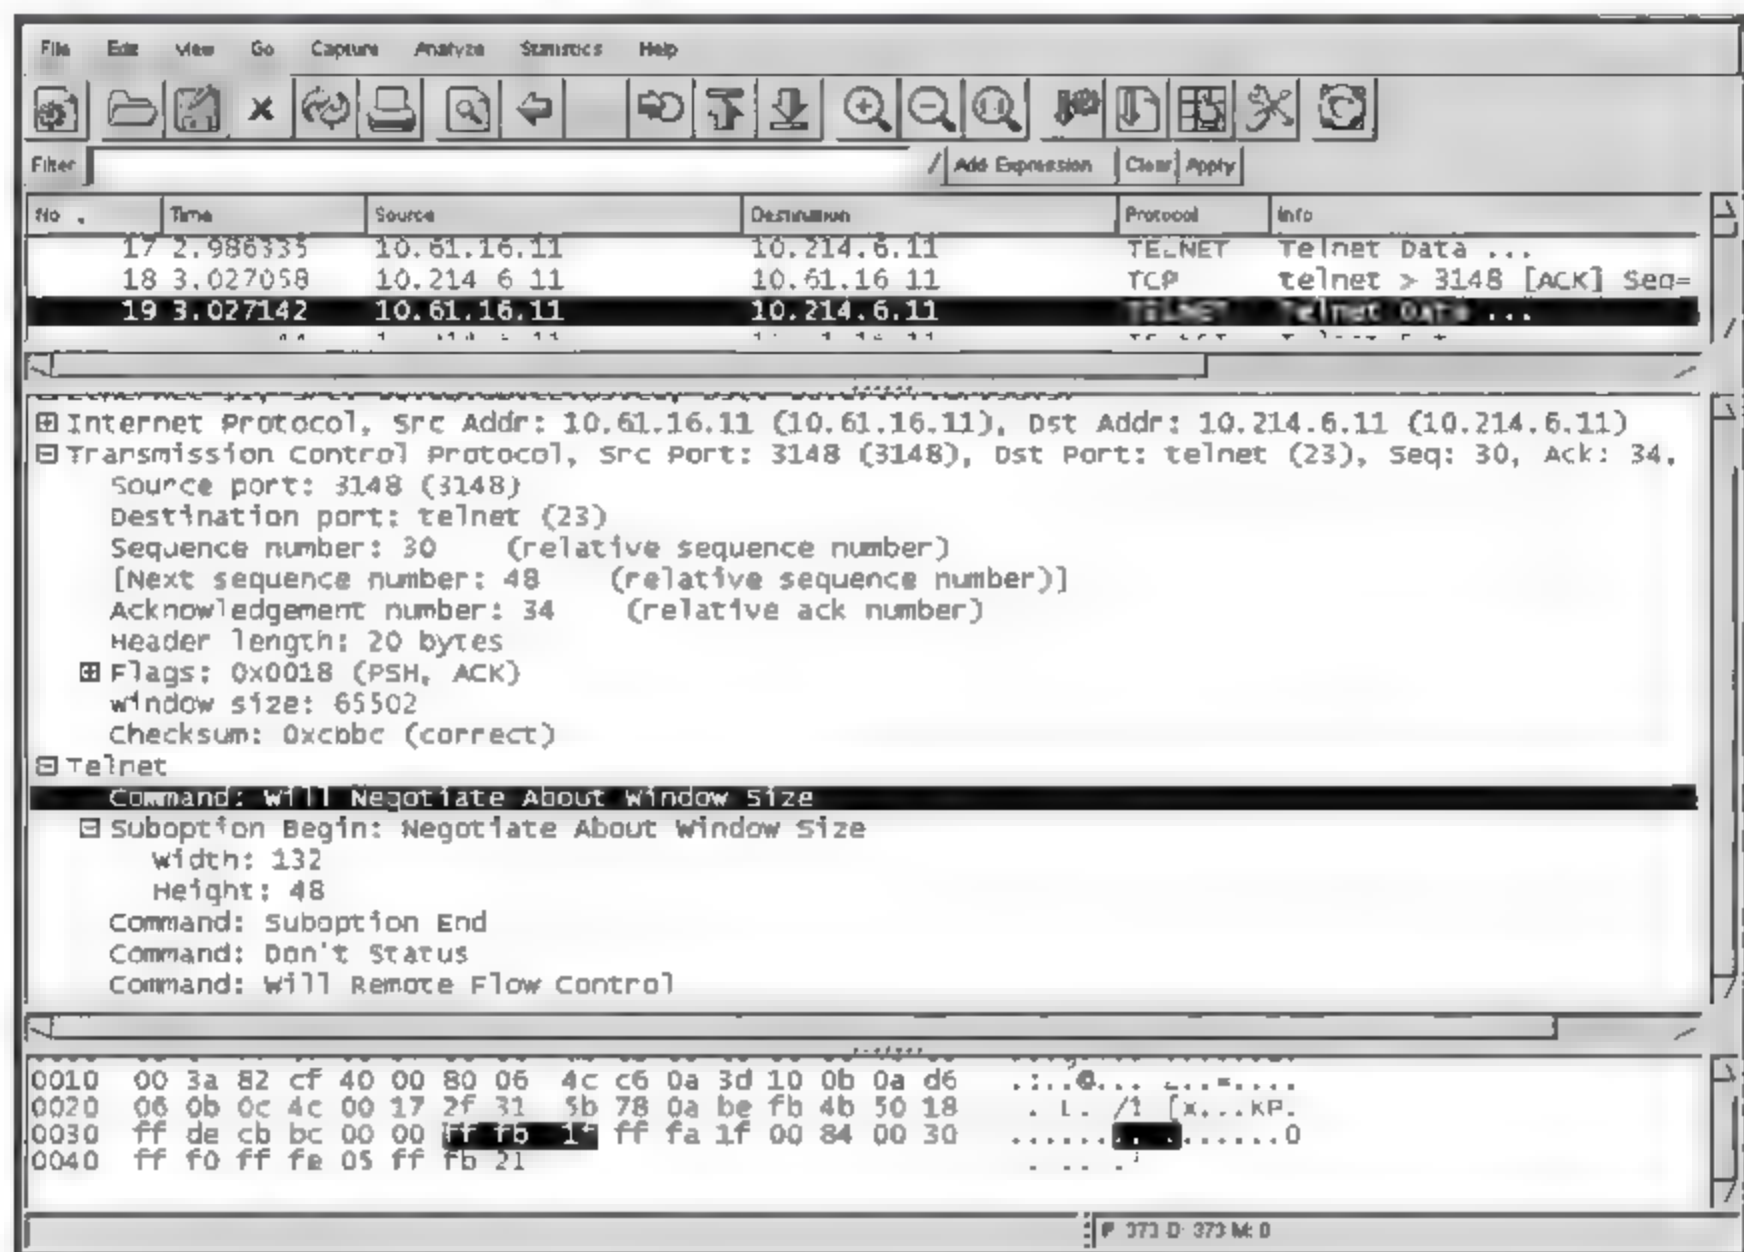 File Edit View Go Capture Analyze Statistics Help
Filter Add Expression Clear Apply
No . Time Source Destination Protocol Info
17 2.986335 10.61.16.11 10.214.6.11 TELNET Telnet Data ...
18 3.027058 10.214 6 11 10.61.16 11 TCP telnet > 3148 [ACK] Seq=
19 3.027142 10.61.16.11 10.214.6.11 TELNET Telnet Data ...
Internet Protocol, Src Addr: 10.61.16.11 (10.61.16.11), Dst Addr: 10.214.6.11 (10.214.6.11)
Transmission Control Protocol, Src Port: 3148 (3148), Dst Port: telnet (23), Seq: 30, Ack: 34,
Source port: 3148 (3148)
Destination port: telnet (23)
Sequence number: 30 (relative sequence number)
[Next sequence number: 48 (relative sequence number)]
Acknowledgement number: 34 (relative ack number)
Header length: 20 bytes
Flags: 0x0018 (PSH, ACK)
Window size: 65502
Checksum: 0xcbbc (correct)
Telnet
Command: Will Negotiate About Window Size
Suboption Begin: Negotiate About Window Size
Width: 132
Height: 48
Command: Suboption End
Command: Don't Status
Command: Will Remote Flow Control
0010 00 3a 82 cf 40 00 80 06 4c c6 0a 3d 10 0b 0a d6 .:..@... L..=....
0020 06 0b 0c 4c 00 17 2f 31 5b 78 0a be fb 4b 50 18 . L. /1 [x...KP.
0030 ff de cb bc 00 00 ff fb 1f ff fa 1f 00 84 00 30 ...............0
0040 ff f0 ff fe 05 ff fb 21
P 373 D: 373 M: 0